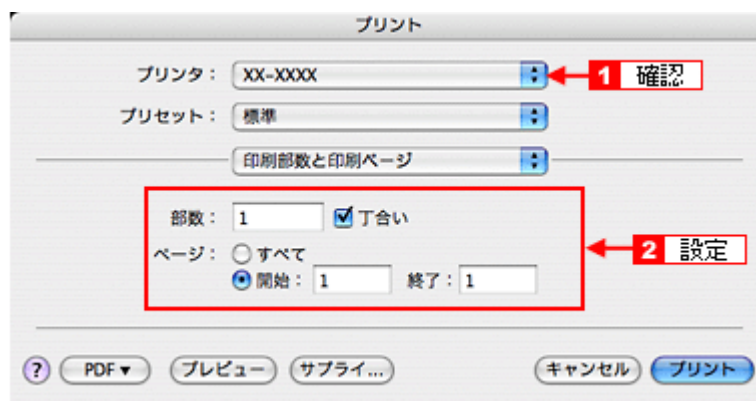 プリント
プリンタ： XX-XXXX 1 確認
プリセット： 標準
印刷部数と印刷ページ
部数： 1 丁合い
ページ： すべて
開始： 1 終了： 1 2 設定
? PDF▼ プレビュー サプライ... キャンセル プリント